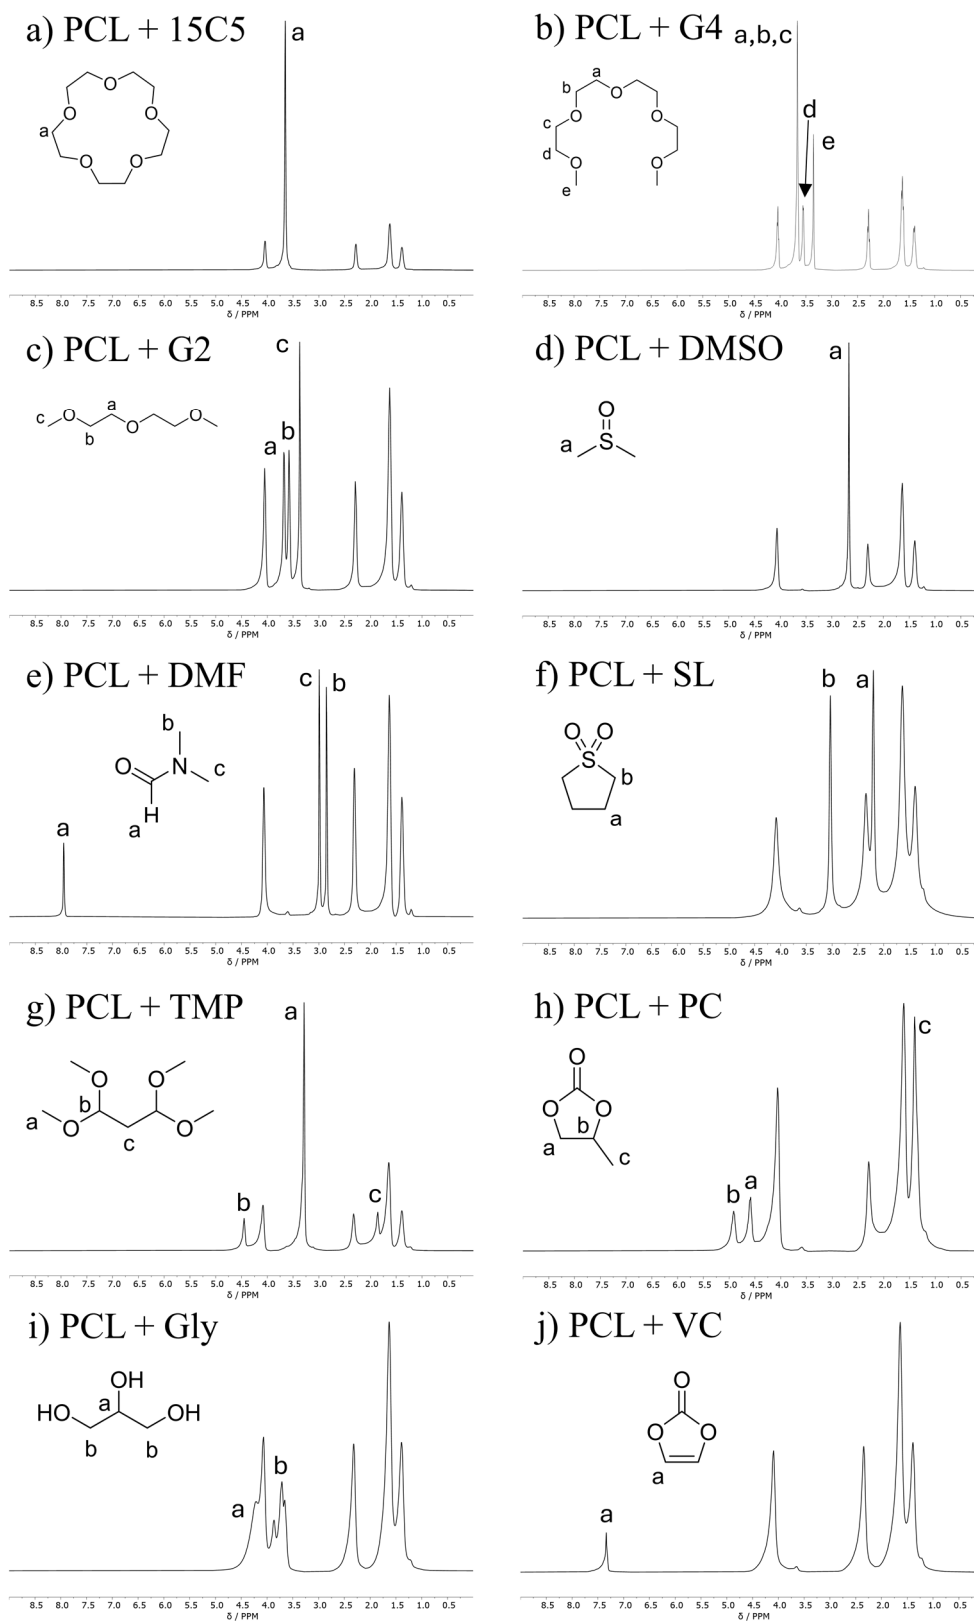 a) PCL + 15C5
a
O
O
O
O
O
a
8.5 8.0 7.5 7.0 6.5 6.0 5.5 5.0 4.5 4.0 3.5 3.0 2.5 2.0 1.5 1.0 0.5
δ / PPM
b) PCL + G4
a,b,c
a
b
O
c
O
O
d
O
O
e
d
e
8.5 8.0 7.5 7.0 6.5 6.0 5.5 5.0 4.5 4.0 3.5 3.0 2.5 2.0 1.5 1.0 0.5
δ / PPM
c) PCL + G2
c
c
O
a
b
O
O
a
b
8.5 8.0 7.5 7.0 6.5 6.0 5.5 5.0 4.5 4.0 3.5 3.0 2.5 2.0 1.5 1.0 0.5
δ / PPM
d) PCL + DMSO
a
O
S
a
8.5 8.0 7.5 7.0 6.5 6.0 5.5 5.0 4.5 4.0 3.5 3.0 2.5 2.0 1.5 1.0 0.5
δ / PPM
e) PCL + DMF
c
b
b
O
N
c
H
a
a
8.5 8.0 7.5 7.0 6.5 6.0 5.5 5.0 4.5 4.0 3.5 3.0 2.5 2.0 1.5 1.0 0.5
δ / PPM
f) PCL + SL
b
a
O O
S
b
a
8.5 8.0 7.5 7.0 6.5 6.0 5.5 5.0 4.5 4.0 3.5 3.0 2.5 2.0 1.5 1.0 0.5
δ / PPM
g) PCL + TMP
a
O O
b
a
O
O
c
b
c
8.5 8.0 7.5 7.0 6.5 6.0 5.5 5.0 4.5 4.0 3.5 3.0 2.5 2.0 1.5 1.0 0.5
δ / PPM
h) PCL + PC
c
O
O
O
b
a
c
b
a
8.5 8.0 7.5 7.0 6.5 6.0 5.5 5.0 4.5 4.0 3.5 3.0 2.5 2.0 1.5 1.0 0.5
δ / PPM
i) PCL + Gly
OH
HO
a
OH
b
b
a
b
8.5 8.0 7.5 7.0 6.5 6.0 5.5 5.0 4.5 4.0 3.5 3.0 2.5 2.0 1.5 1.0 0.5
δ / PPM
j) PCL + VC
O
O
O
a
a
8.5 8.0 7.5 7.0 6.5 6.0 5.5 5.0 4.5 4.0 3.5 3.0 2.5 2.0 1.5 1.0 0.5
δ / PPM